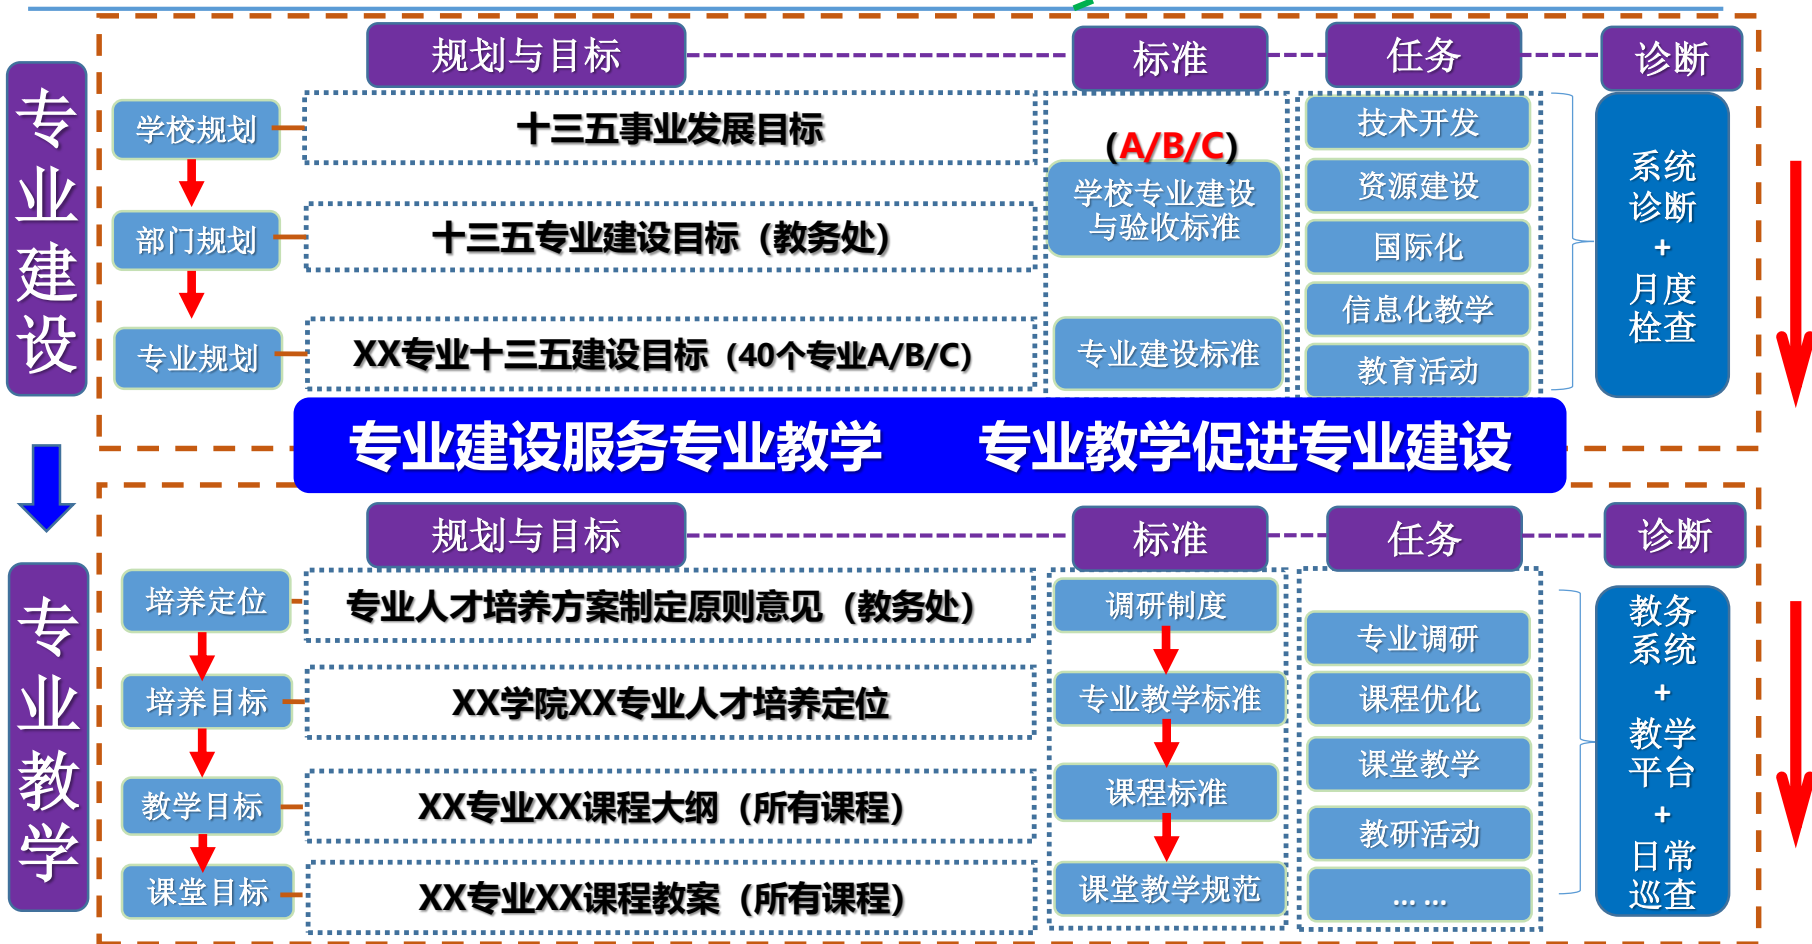 专业建设
规划与目标
标准
任务
诊断
学校规划
十三五事业发展目标
部门规划
十三五专业建设目标（教务处）
专业规划
XX专业十三五建设目标（40个专业A/B/C）
（A/B/C）
学校专业建设
与验收标准
专业建设标准
技术开发
资源建设
国际化
信息化教学
教育活动
系统
诊断
+
月度
栓查
专业建设服务专业教学 专业教学促进专业建设
专业教学
规划与目标
标准
任务
诊断
培养定位
专业人才培养方案制定原则意见（教务处）
培养目标
XX学院XX专业人才培养定位
教学目标
XX专业XX课程大纲（所有课程）
课堂目标
XX专业XX课程教案（所有课程）
调研制度
专业教学标准
课程标准
课堂教学规范
专业调研
课程优化
课堂教学
教研活动
... ...
教务
系统
+
教学
平台
+
日常
巡查